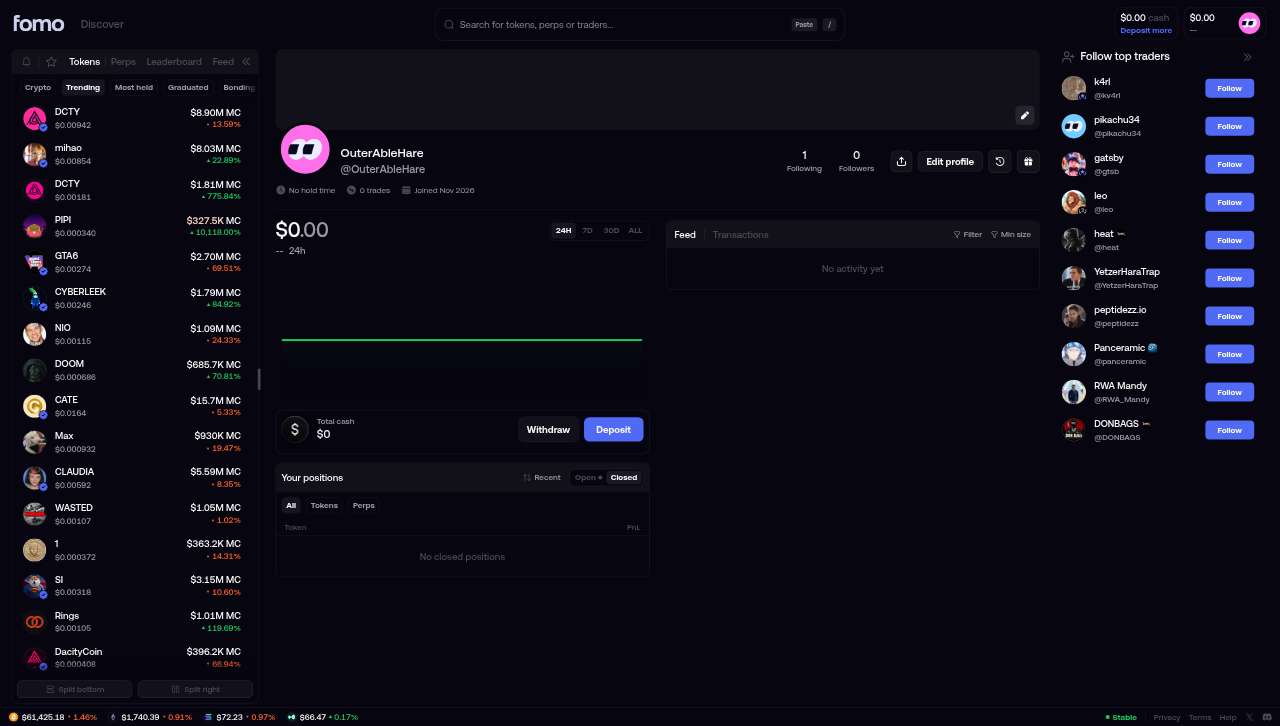 fomo
Discover
Search for tokens, perps or traders...
Paste
/
$0.00 cash
Deposit more
$0.00
—
Tokens
Perps
Leaderboard
Feed
Crypto
Trending
Most held
Graduated
Bonding
DCTY
$0.00942
$8.90M MC
13.59%
mihao
$0.00854
$8.03M MC
22.89%
DCTY
$0.00181
$1.81M MC
775.84%
PIPI
$0.000340
$327.5K MC
10,118.00%
GTA6
$0.00274
$2.70M MC
69.51%
CYBERLEEK
$0.00246
$1.79M MC
84.92%
NIO
$0.00115
$1.09M MC
24.33%
DOOM
$0.000686
$685.7K MC
70.81%
CATE
$0.0164
$15.7M MC
5.33%
Max
$0.000932
$930K MC
19.47%
CLAUDIA
$0.00592
$5.59M MC
8.35%
WASTED
$0.00107
$1.05M MC
1.02%
1
$0.000372
$363.2K MC
14.31%
SI
$0.00318
$3.15M MC
10.60%
Rings
$0.00105
$1.01M MC
119.69%
DacityCoin
$0.000408
$396.2K MC
66.94%
Split bottom
Split right
OuterAbleHare
@OuterAbleHare
1
Following
0
Followers
Edit profile
No hold time
0 trades
Joined Nov 2026
$0.00
-- 24h
24H
7D
30D
ALL
Total cash
$0
Withdraw
Deposit
Your positions
Recent
Open
Closed
All
Tokens
Perps
Token
PnL
No closed positions
Feed
Transactions
Filter
Min size
No activity yet
Follow top traders
k4rl
@kv4rl
Follow
pikachu34
@pikachu34
Follow
gatsby
@gtsb
Follow
leo
@leo
Follow
heat
@heat
Follow
YetzerHaraTrap
@YetzerHaraTrap
Follow
peptidezz.io
@peptidezz
Follow
Panceramic
@panceramic
Follow
RWA Mandy
@RWA_Mandy
Follow
DONBAGS
@DONBAGS
Follow
$61,425.18 1.46%
$1,740.39 0.91%
$72.23 0.97%
$66.47 0.17%
Stable
Privacy
Terms
Help